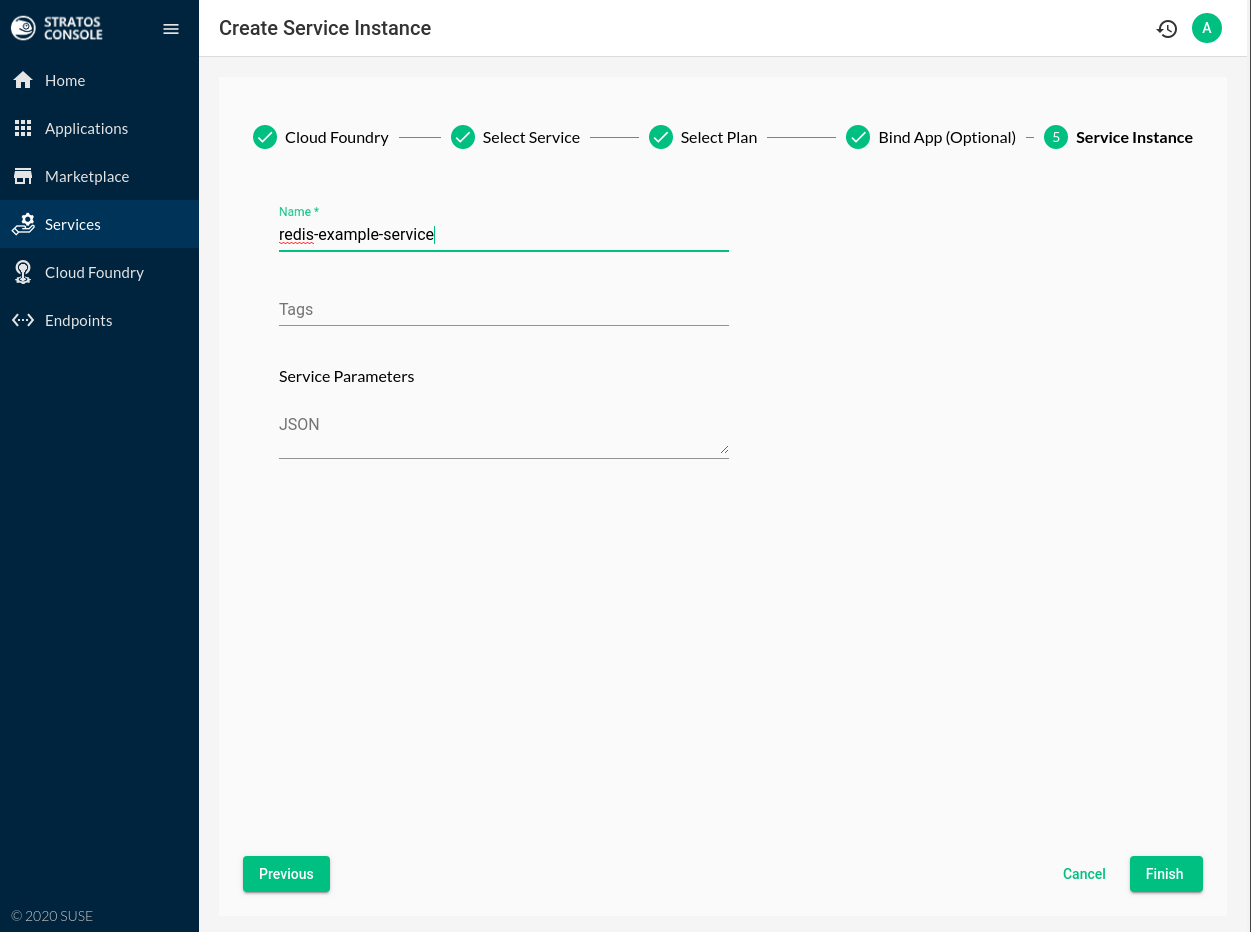 STRATOS
CONSOLE
Create Service Instance
A
Home
Applications
Marketplace
Services
Cloud Foundry
Endpoints
Cloud Foundry
Select Service
Select Plan
Bind App (Optional)
5
Service Instance
Name *
redis-example-service
Tags
Service Parameters
JSON
Previous
Cancel
Finish
© 2020 SUSE